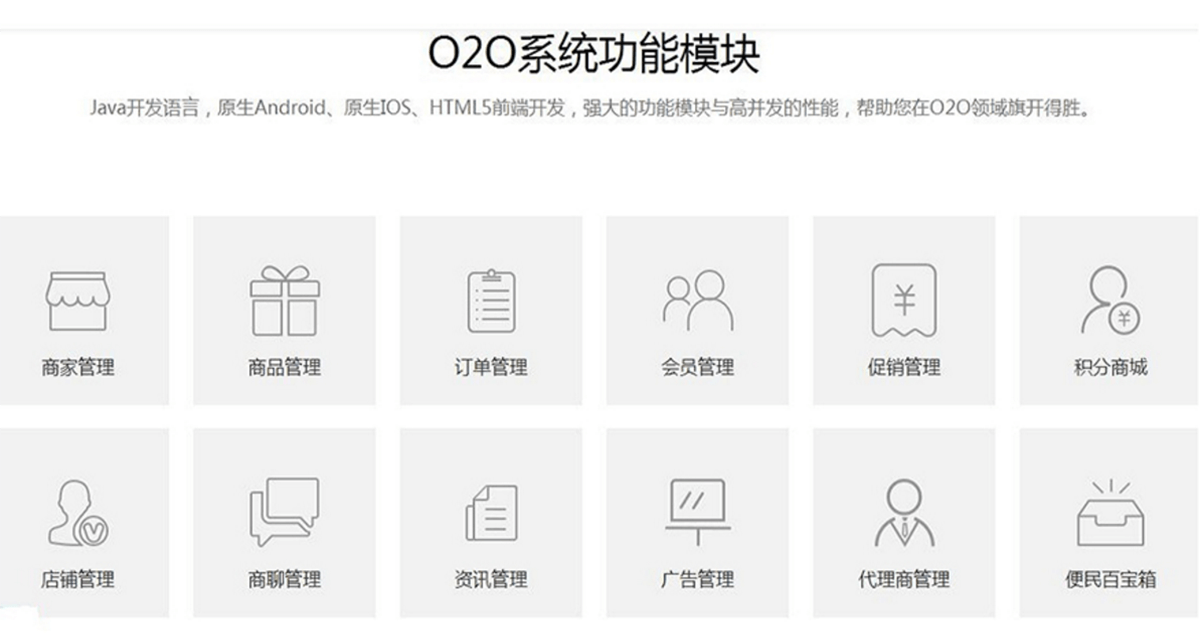 O2O系统功能模块
Java开发语言，原生Android、原生IOS、HTML5前端开发，强大的功能模块与高并发的性能，帮助您在O2O领域旗开得胜。
商家管理 商品管理 订单管理 会员管理 促销管理 积分商城
店铺管理 商聊管理 资讯管理 广告管理 代理商管理 便民百宝箱